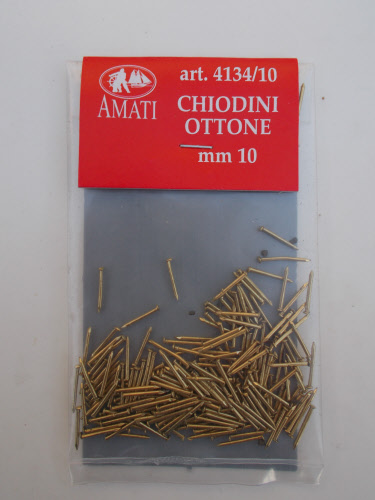 art. 4134/10
AMATI
CHIODINI
OTTONE
mm 10